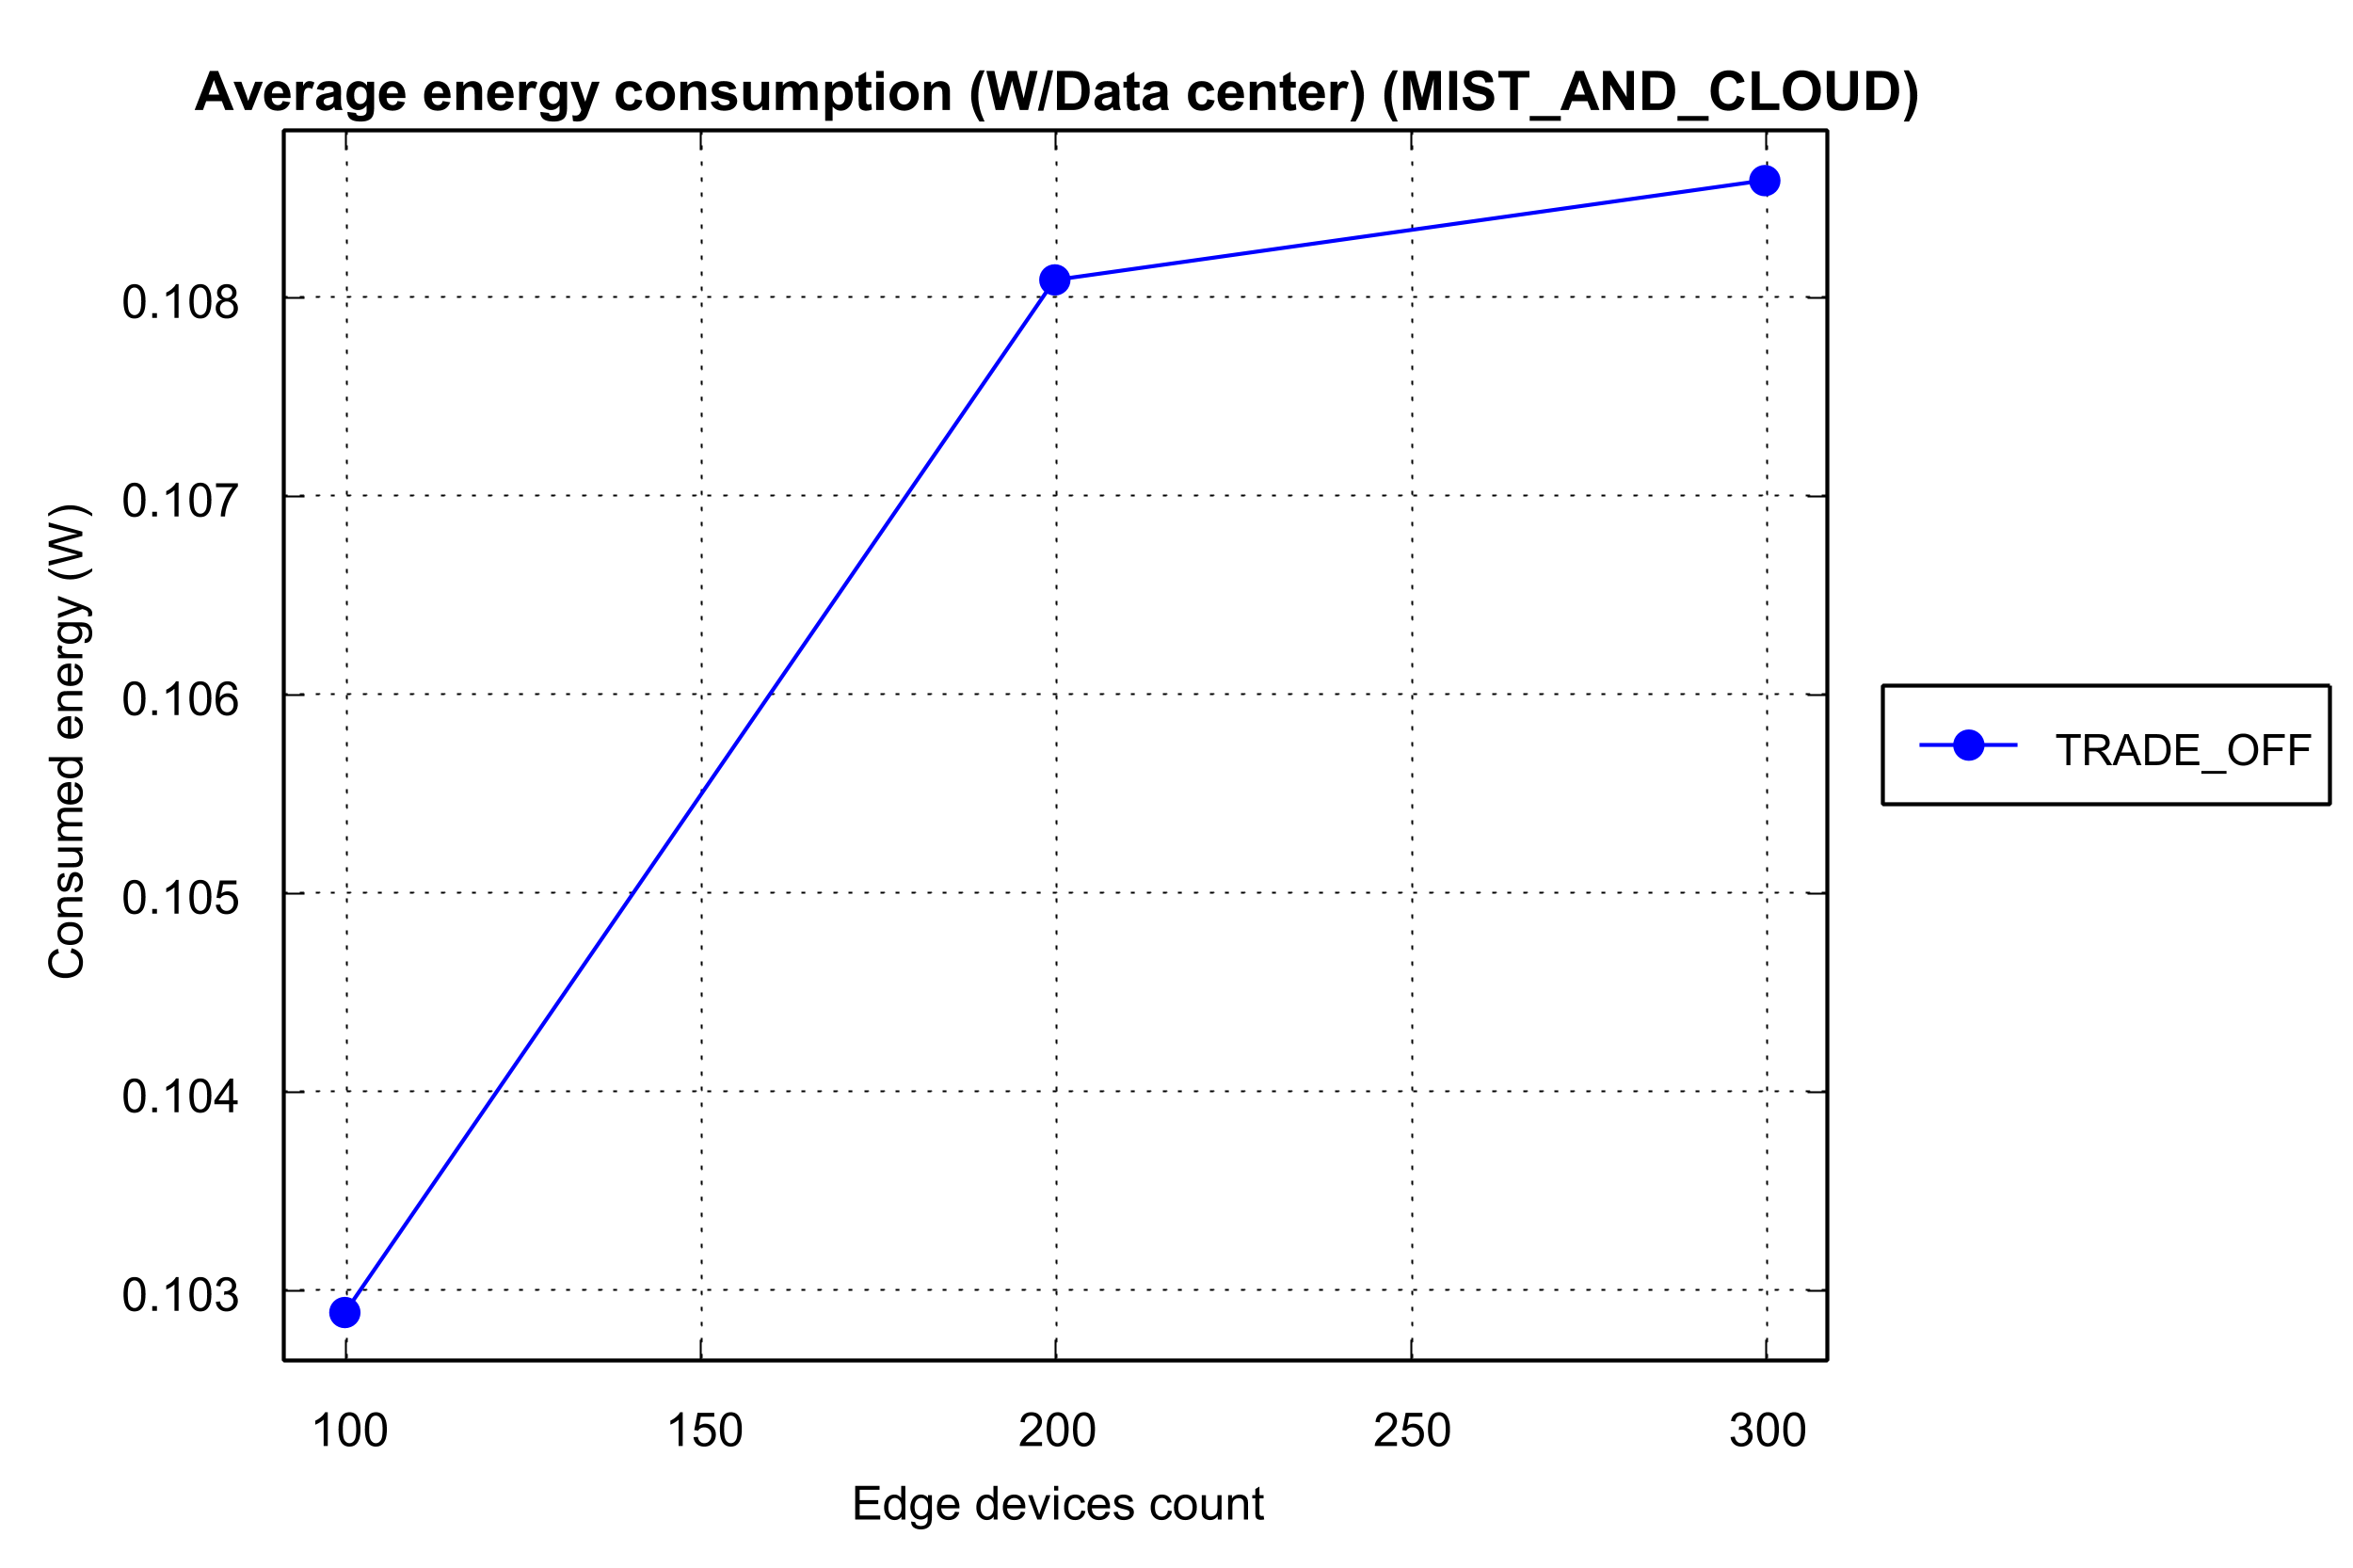 Average energy consumption (W/Data center) (MIST_AND_CLOUD)
Consumed energy (W)
0.108
0.107
0.106
0.105
0.104
0.103
TRADE_OFF
100 150 200 250 300
Edge devices count